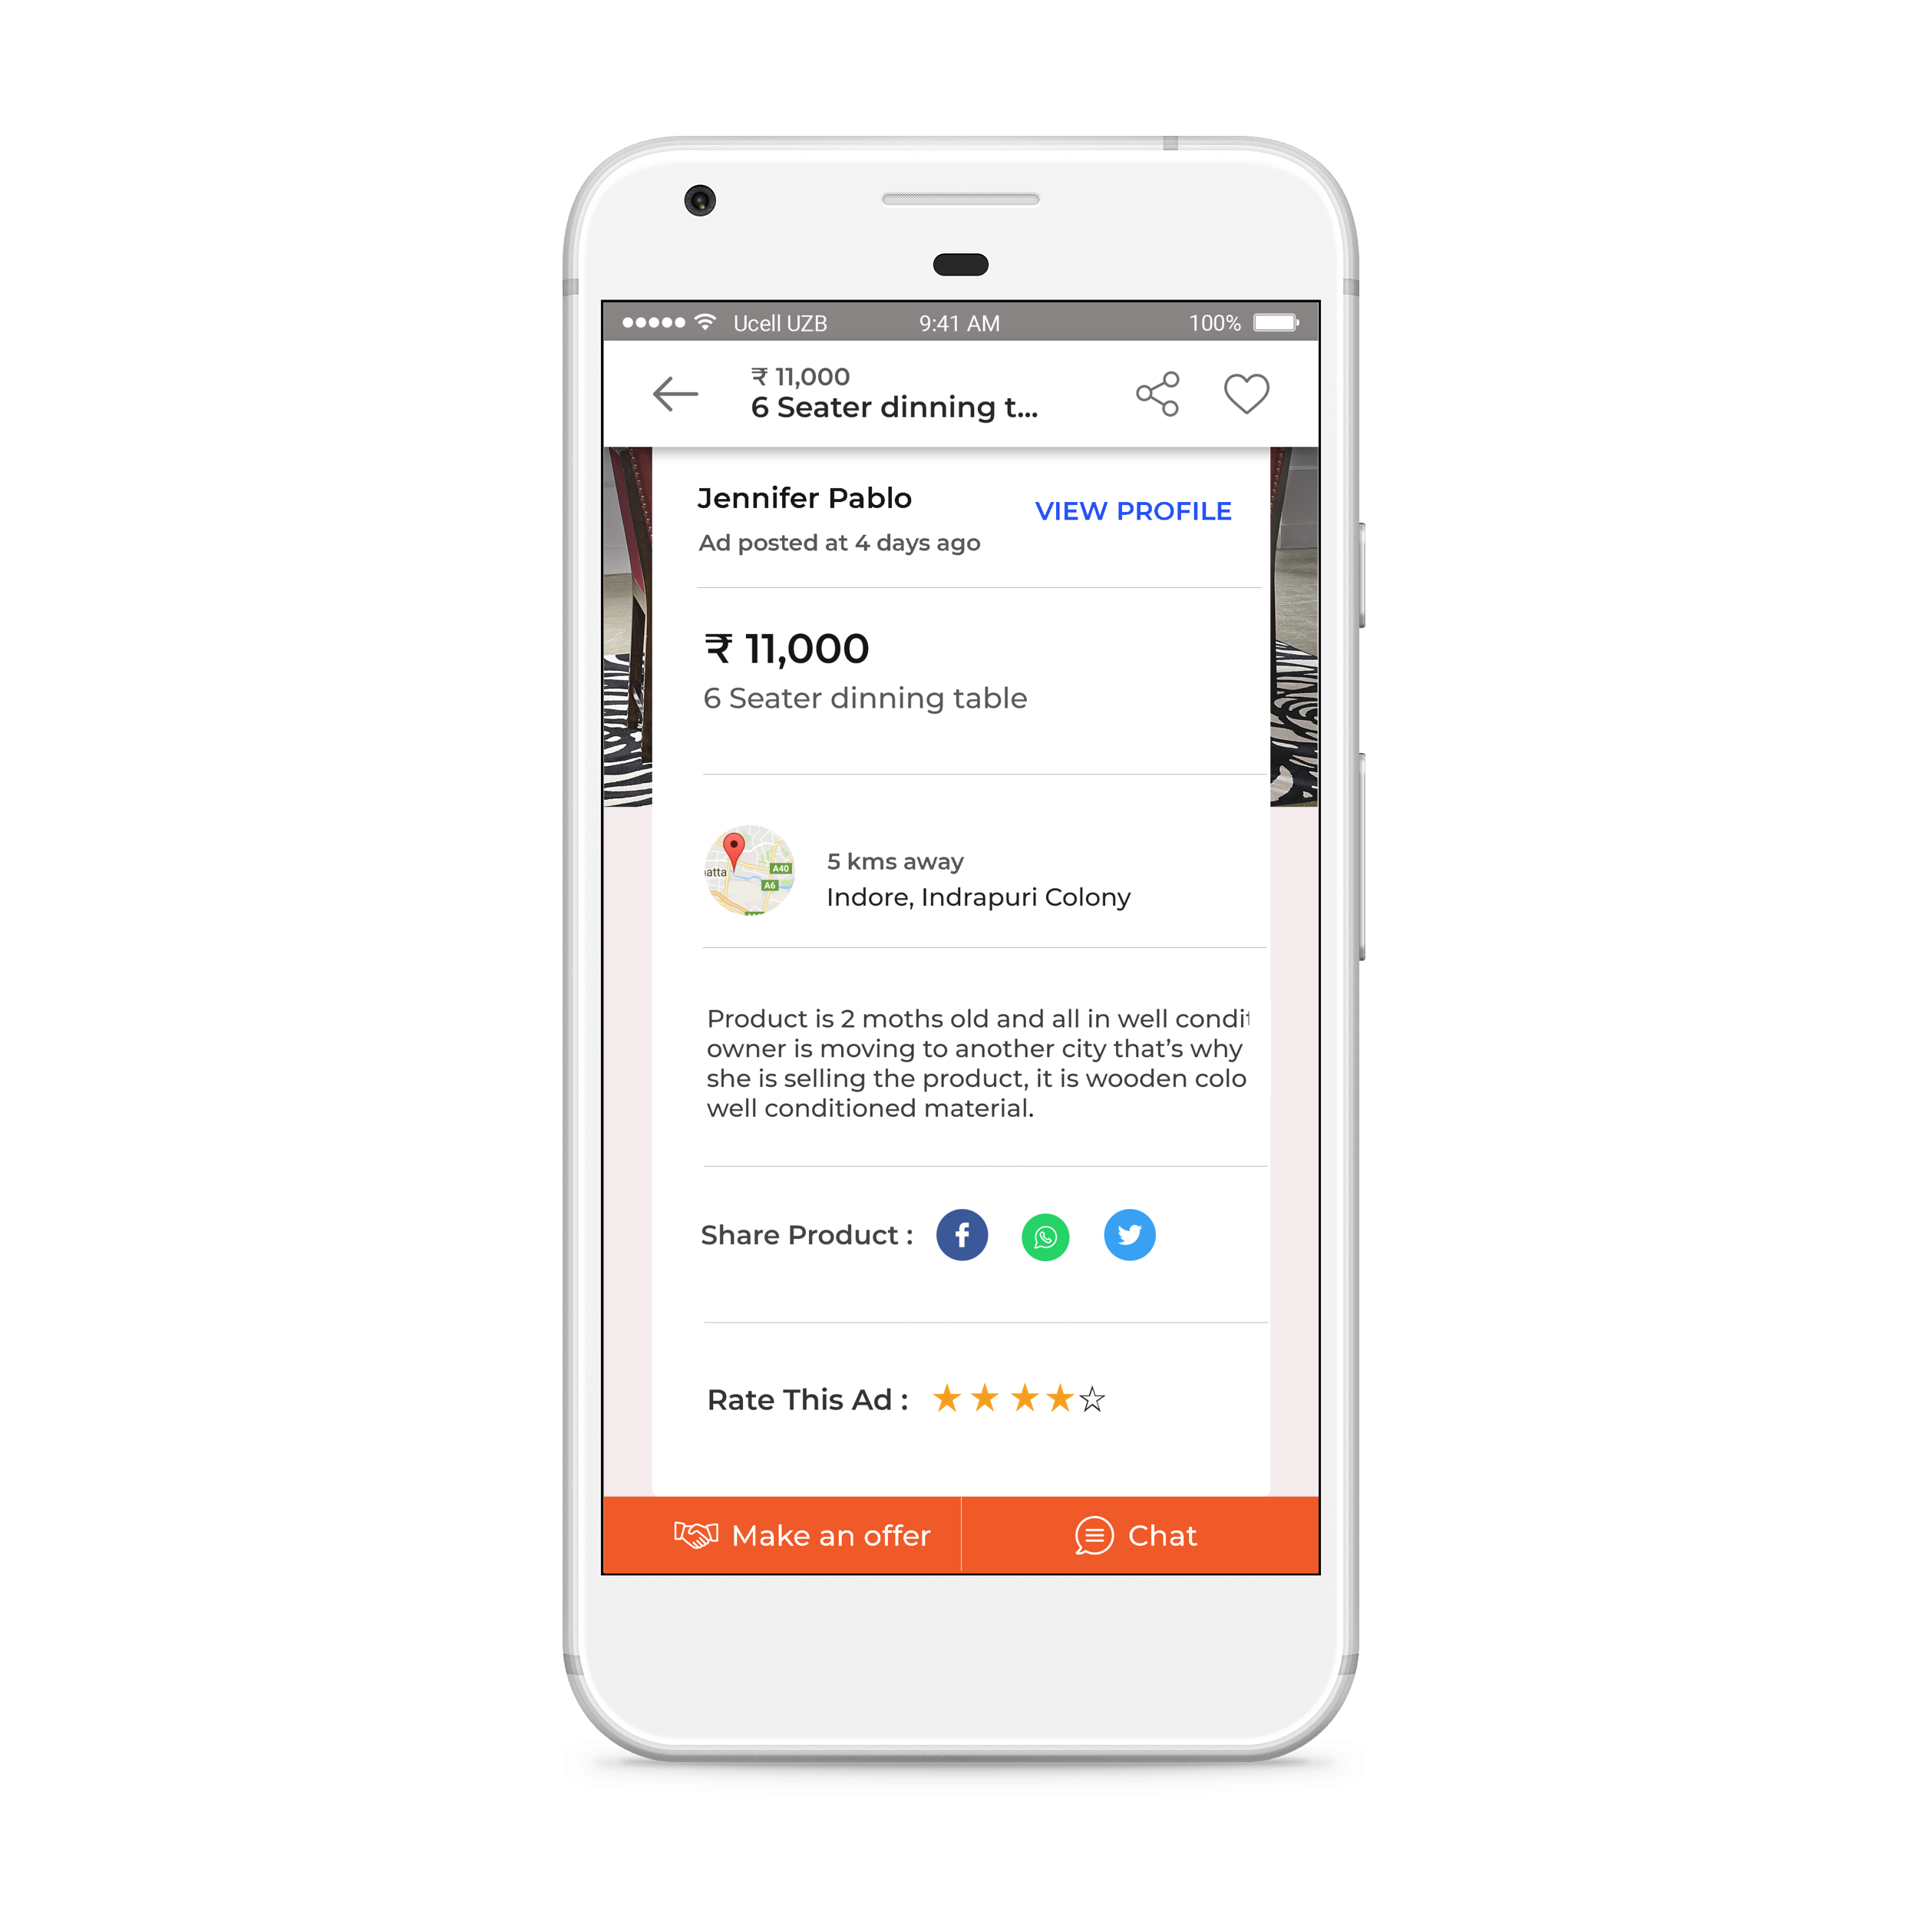 Ucell UZB 9:41 AM 100%
₹ 11,000
6 Seater dinning t...
Jennifer Pablo
VIEW PROFILE
Ad posted at 4 days ago
₹ 11,000
6 Seater dinning table
atta A40
A6
5 kms away
Indore, Indrapuri Colony
Product is 2 moths old and all in well condit
owner is moving to another city that’s why
she is selling the product, it is wooden colo
well conditioned material.
Share Product :
Rate This Ad :
Make an offer
Chat